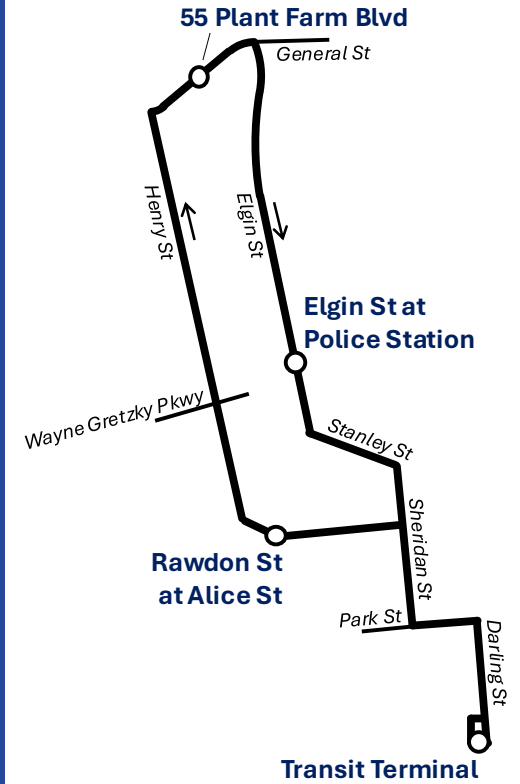 55 Plant Farm Blvd
General St
Henry St
Elgin St
Elgin St at
Police Station
Wayne Gretzky Pkwy
Stanley St
Sheridan St
Rawdon St
at Alice St
Park St
Darling St
Transit Terminal